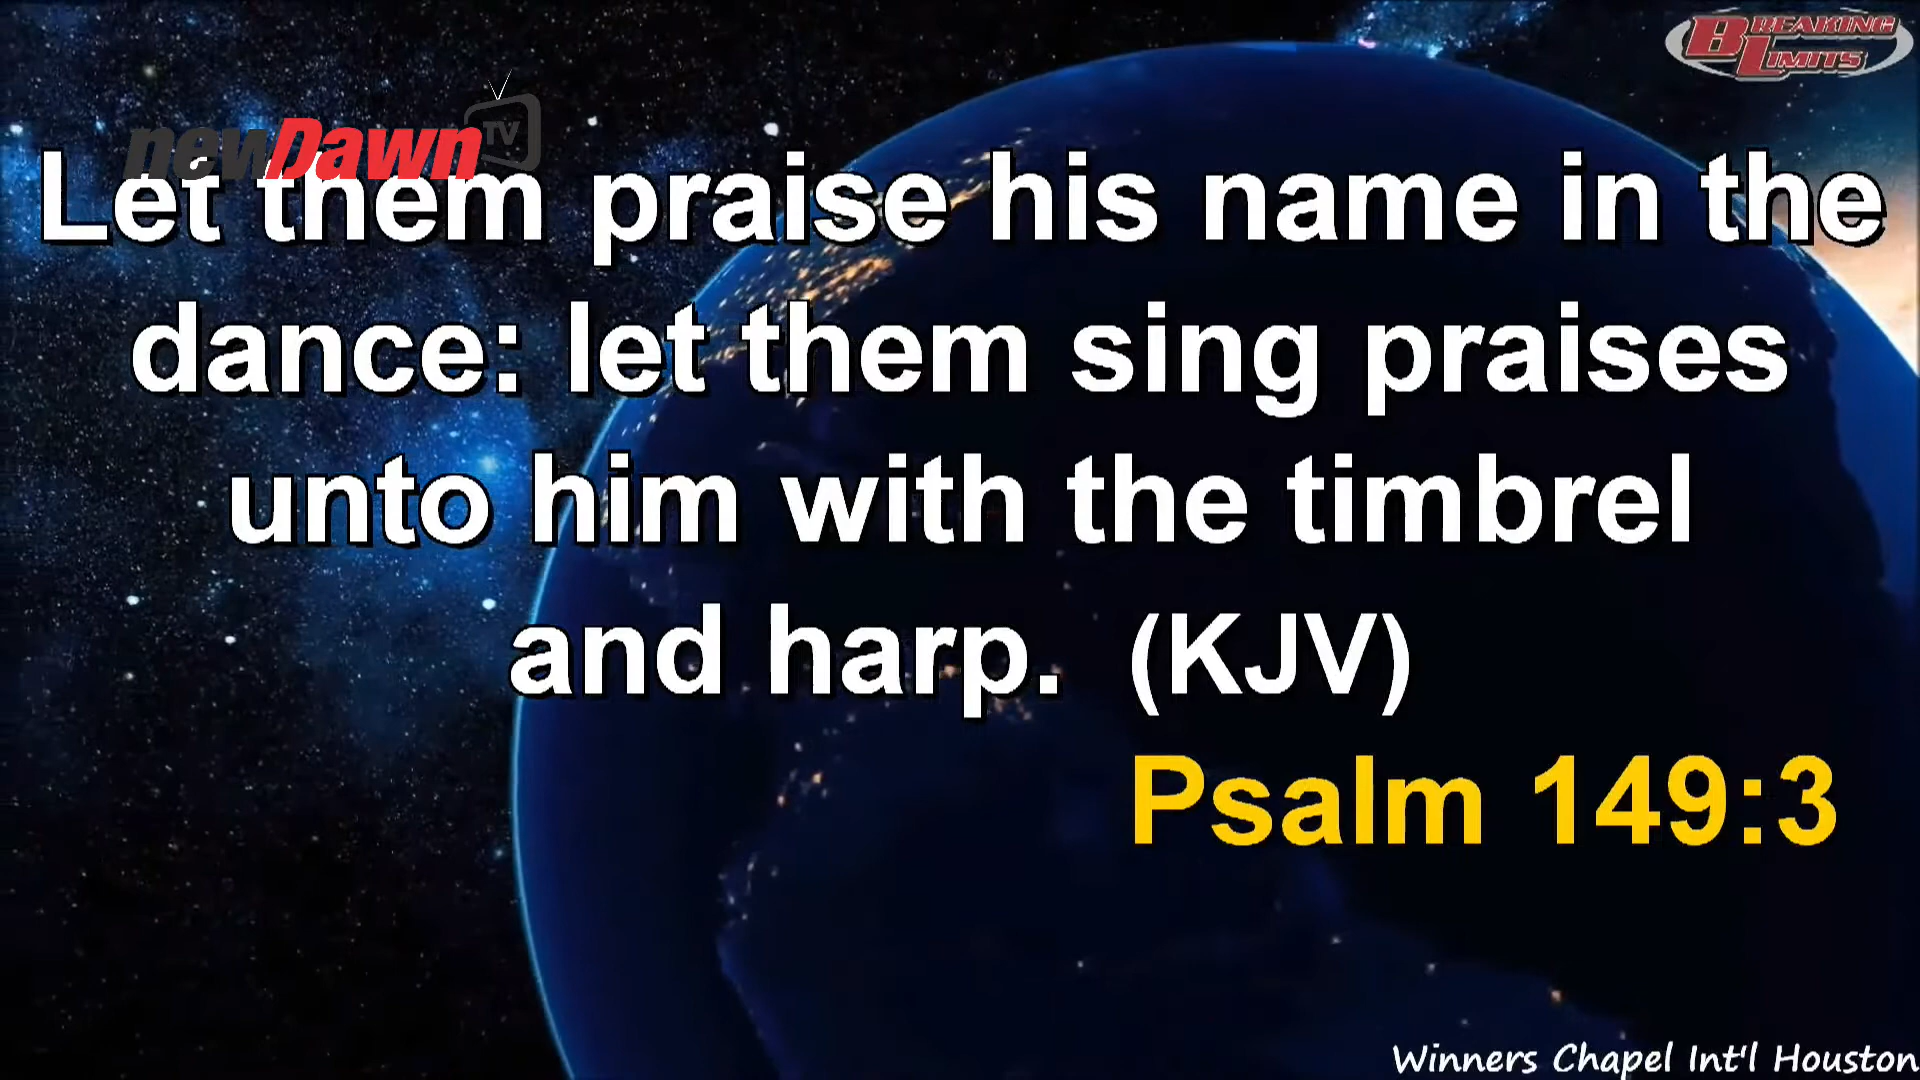 BREAKING
LIMITS
newDawn TV
Let them praise his name in the
dance: let them sing praises
unto him with the timbrel
and harp. (KJV)
Psalm 149:3
Winners Chapel Int'l Houston